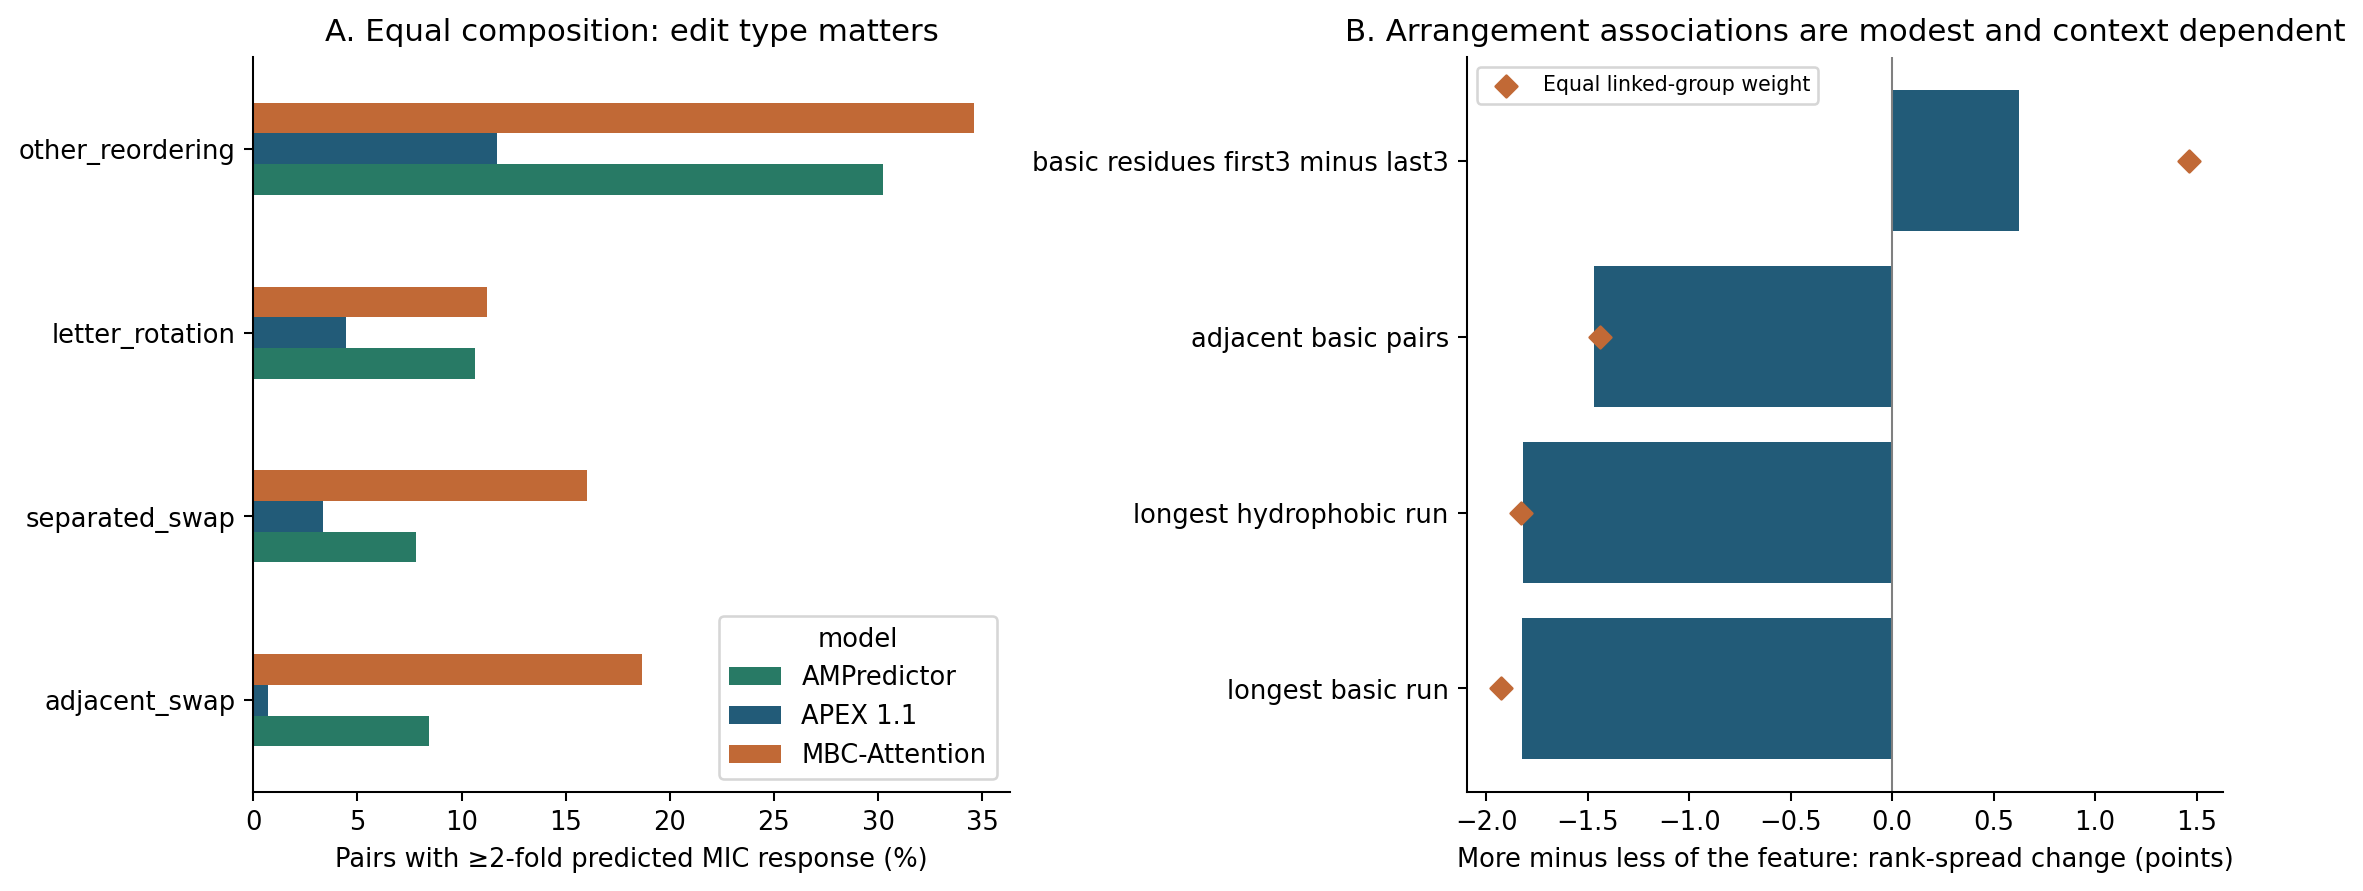 A. Equal composition: edit type matters
other_reordering
letter_rotation
separated_swap
adjacent_swap
model
AMPredictor
APEX 1.1
MBC-Attention
0 5 10 15 20 25 30 35
Pairs with ≥2-fold predicted MIC response (%)
B. Arrangement associations are modest and context dependent
Equal linked-group weight
basic residues first3 minus last3
adjacent basic pairs
longest hydrophobic run
longest basic run
−2.0 −1.5 −1.0 −0.5 0.0 0.5 1.0 1.5
More minus less of the feature: rank-spread change (points)